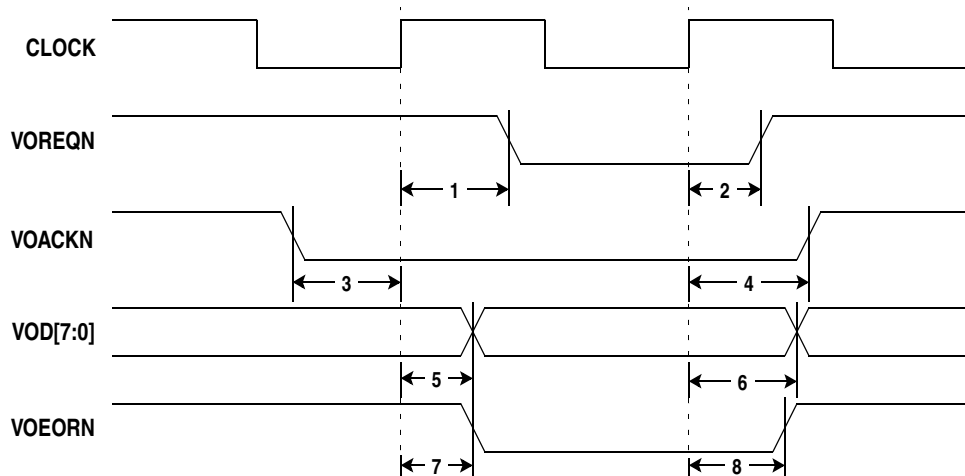 CLOCK
VOREQN
1
2
VOACKN
3
4
VOD[7:0]
5
6
VOEORN
7
8